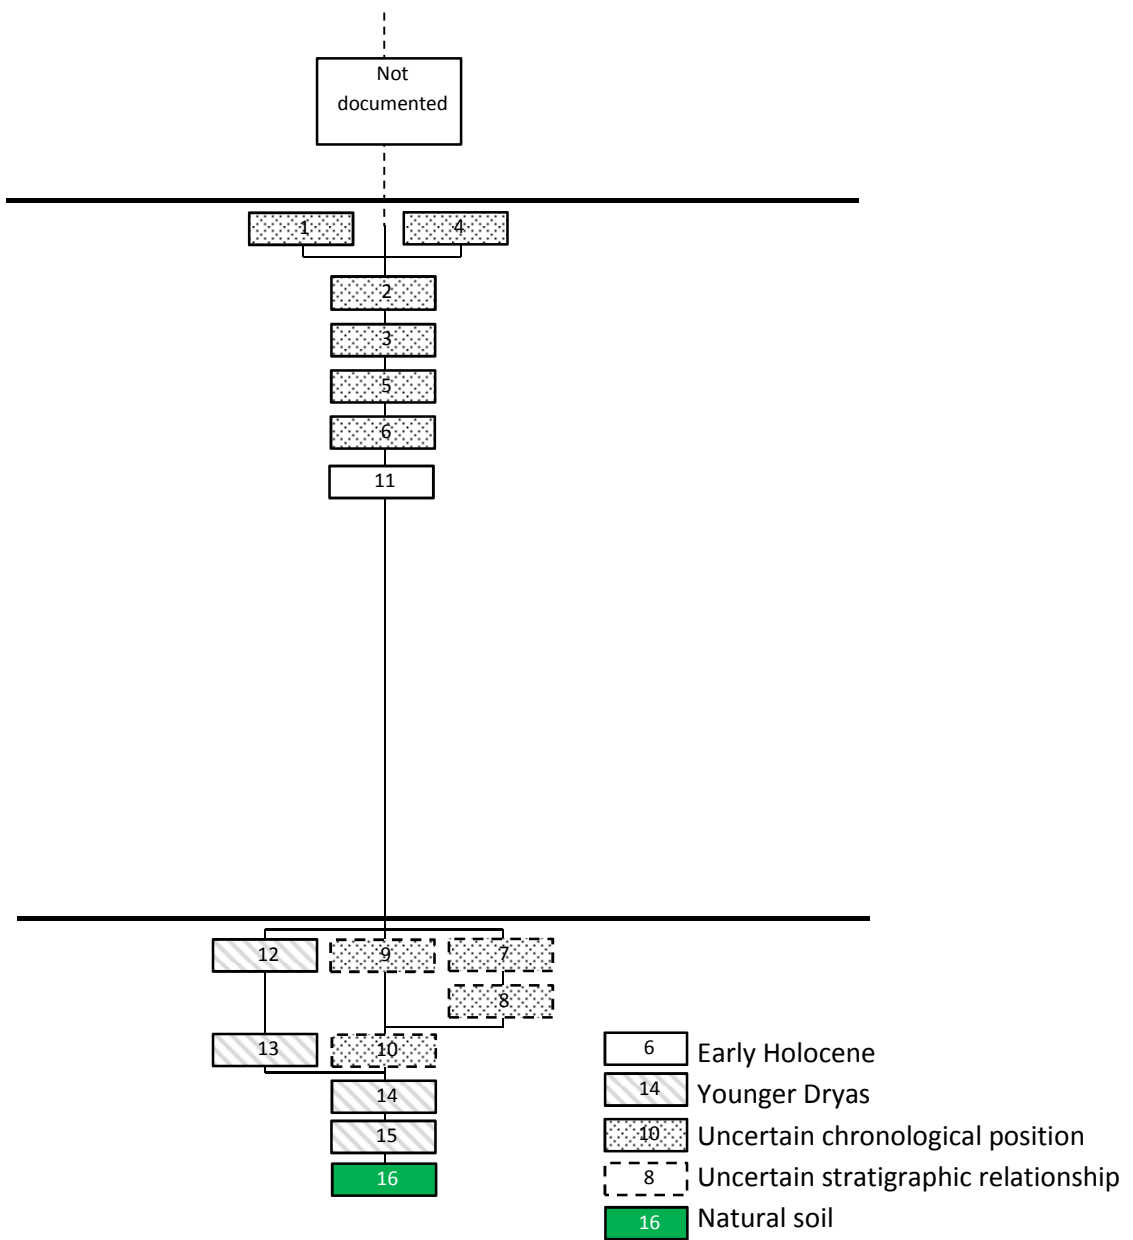 Not
documented
1 4
2
3
5
6
11
12 9 7
8
13 10
14
15
16
6 Early Holocene
14 Younger Dryas
10 Uncertain chronological position
8 Uncertain stratigraphic relationship
16 Natural soil